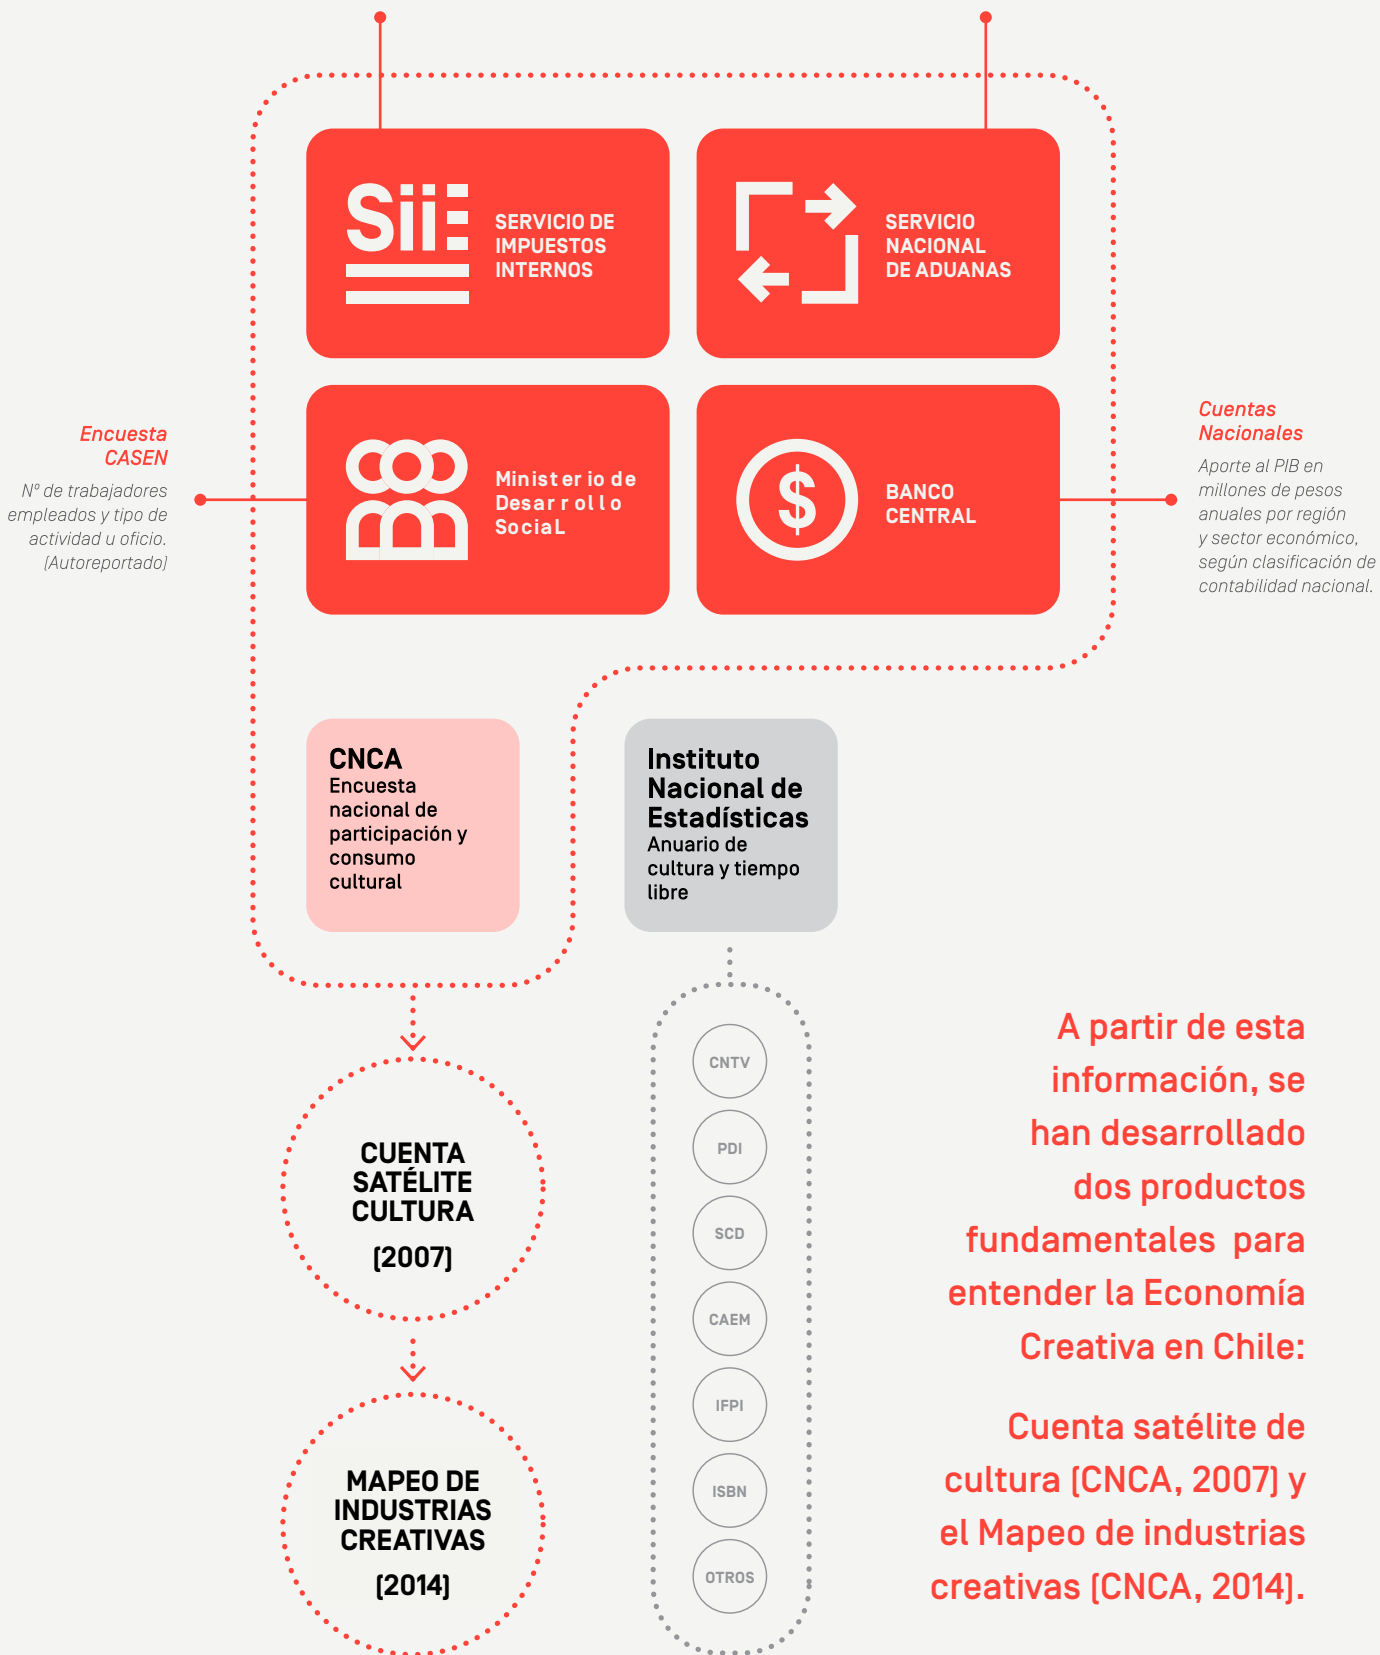 Sii
SERVICIO DE
IMPUESTOS
INTERNOS
SERVICIO
NACIONAL
DE ADUANAS
Encuesta
CASEN
Nº de trabajadores
empleados y tipo de
actividad u oficio.
(Autoreportado)
Ministerio de
Desarrollo
SociaL
$
BANCO
CENTRAL
Cuentas
Nacionales
Aporte al PIB en
millones de pesos
anuales por región
y sector económico,
según clasificación de
contabilidad nacional.
CNCA
Encuesta
nacional de
participación y
consumo
cultural
Instituto
Nacional de
Estadísticas
Anuario de
cultura y tiempo
libre
CUENTA
SATÉLITE
CULTURA
(2007)
MAPEO DE
INDUSTRIAS
CREATIVAS
(2014)
CNTV
PDI
SCD
CAEM
IFPI
ISBN
OTROS
A partir de esta
información, se
han desarrollado
dos productos
fundamentales para
entender la Economía
Creativa en Chile:
Cuenta satélite de
cultura (CNCA, 2007) y
el Mapeo de industrias
creativas (CNCA, 2014).